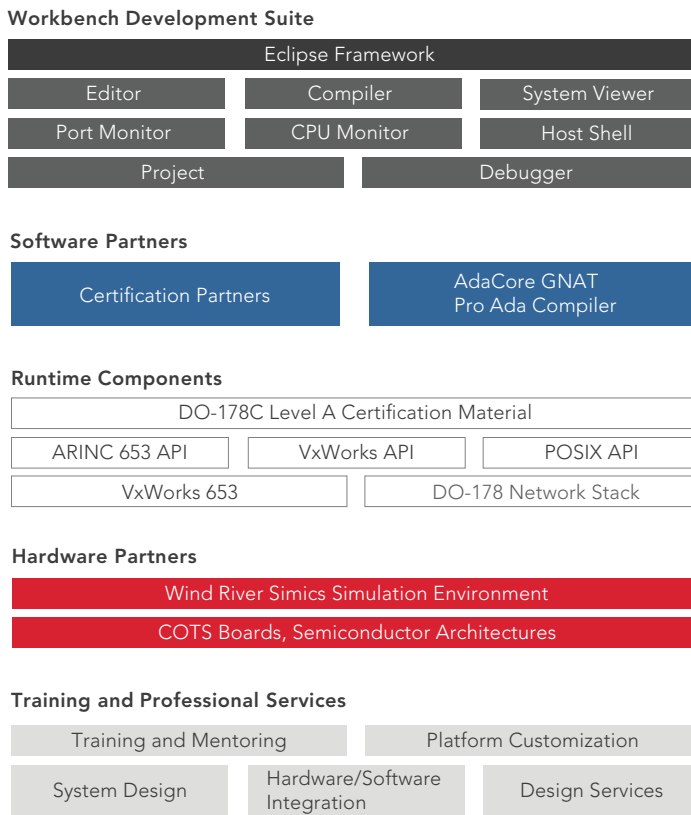 Workbench Development Suite
Eclipse Framework
Editor
Compiler
System Viewer
Port Monitor
CPU Monitor
Host Shell
Project
Debugger
Software Partners
Certification Partners
AdaCore GNAT
Pro Ada Compiler
Runtime Components
DO-178C Level A Certification Material
ARINC 653 API
VxWorks API
POSIX API
VxWorks 653
DO-178 Network Stack
Hardware Partners
Wind River Simics Simulation Environment
COTS Boards, Semiconductor Architectures
Training and Professional Services
Training and Mentoring
Platform Customization
System Design
Hardware/Software
Integration
Design Services